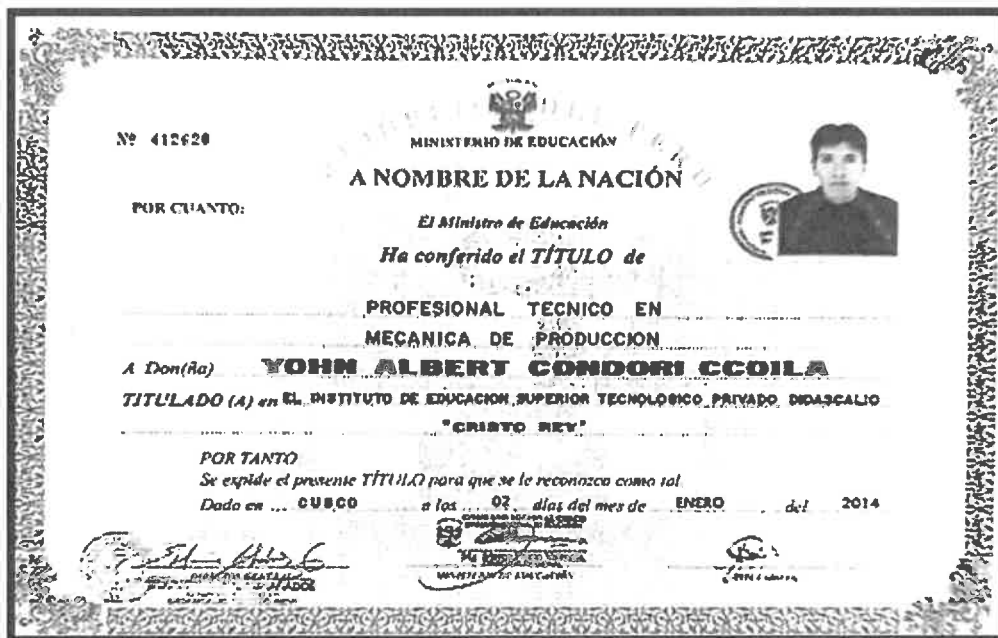 Nº 412628
MINISTERIO DE EDUCACIÓN
A NOMBRE DE LA NACIÓN
POR CUANTO:
El Ministro de Educación
Ha conferido el TÍTULO de
PROFESIONAL TECNICO EN
MECANICA DE PRODUCCION
A Don(ña) YOHN ALBERT CONDORI CCOILA
TITULADO (A) en EL INSTITUTO DE EDUCACION SUPERIOR TECNOLOGICO PRIVADO DIDASCALIO
"CRISTO REY"
POR TANTO
Se expide el presente TÍTULO para que se le reconozca como tal
Dado en ... CUSCO a los ... 02 días del mes de ENERO del 2014
DIRECTOR GENERAL
MINISTERIO DE EDUCACIÓN